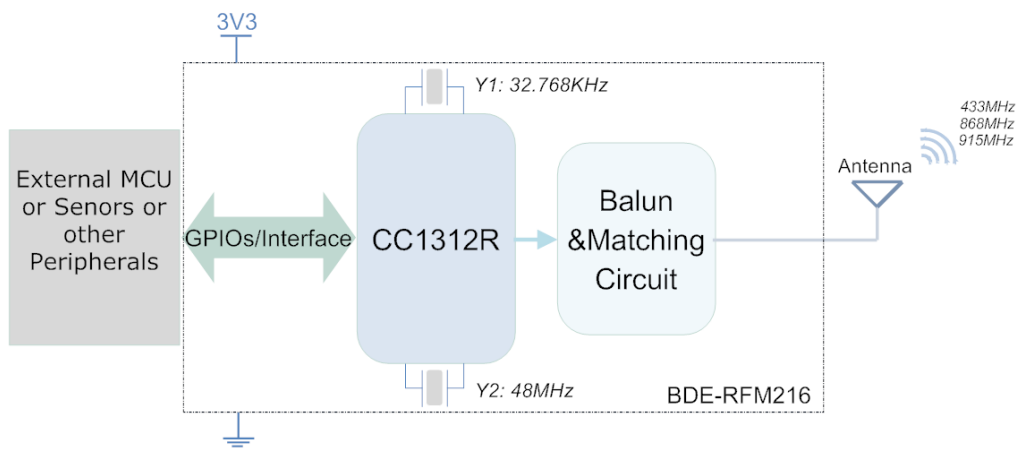 3V3
Y1: 32.768KHz
433MHz
868MHz
915MHz
Antenna
External MCU
or Senors or
other
Peripherals
GPIOs/Interface
CC1312R
Balun
&Matching
Circuit
Y2: 48MHz
BDE-RFM216